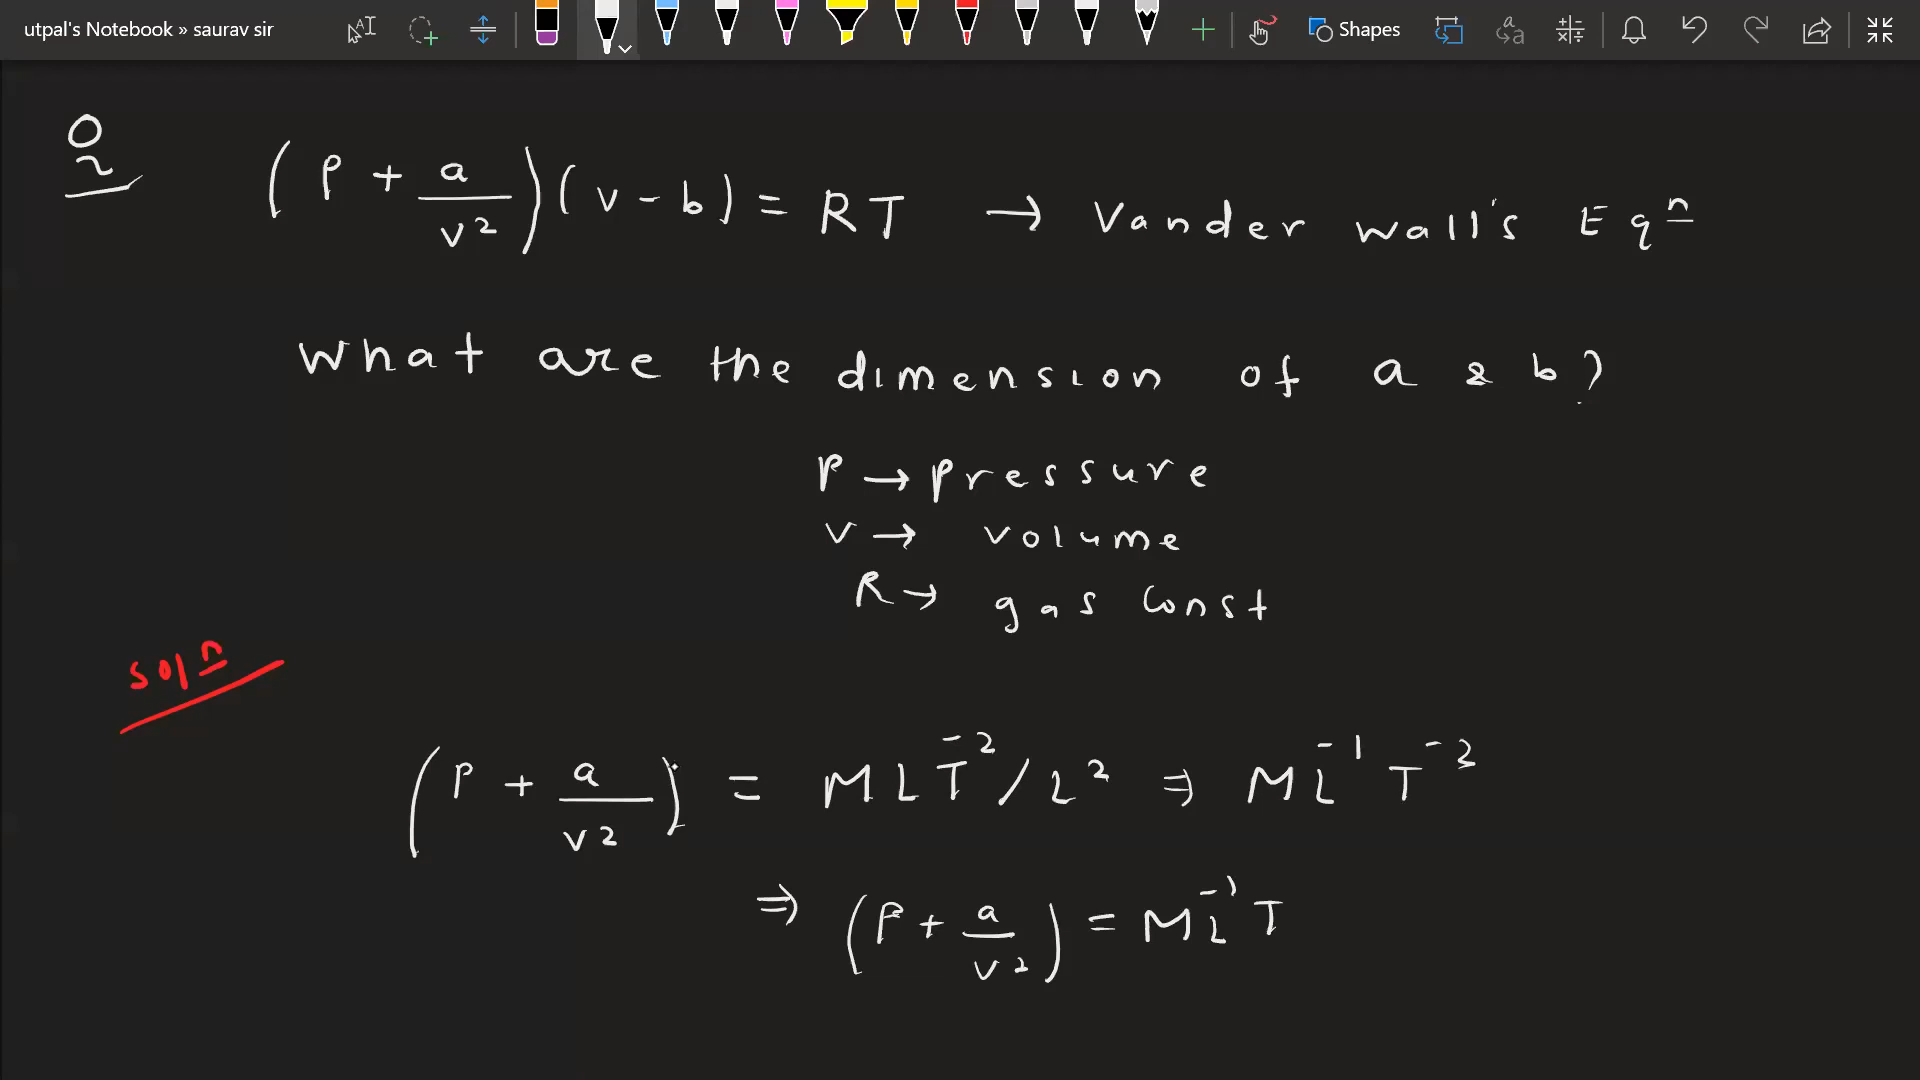 utpal's Notebook » saurav sir
Shapes
Q
(P + a/v²)(v - b) = RT → Vander wall's Eqⁿ
What are the dimension of a & b?
P → pressure
v → volume
R → gas const
solⁿ
(P + a/v²) = MLT⁻²/L² ⇒ ML⁻¹T⁻²
⇒ (P + a/v²) = ML⁻¹T